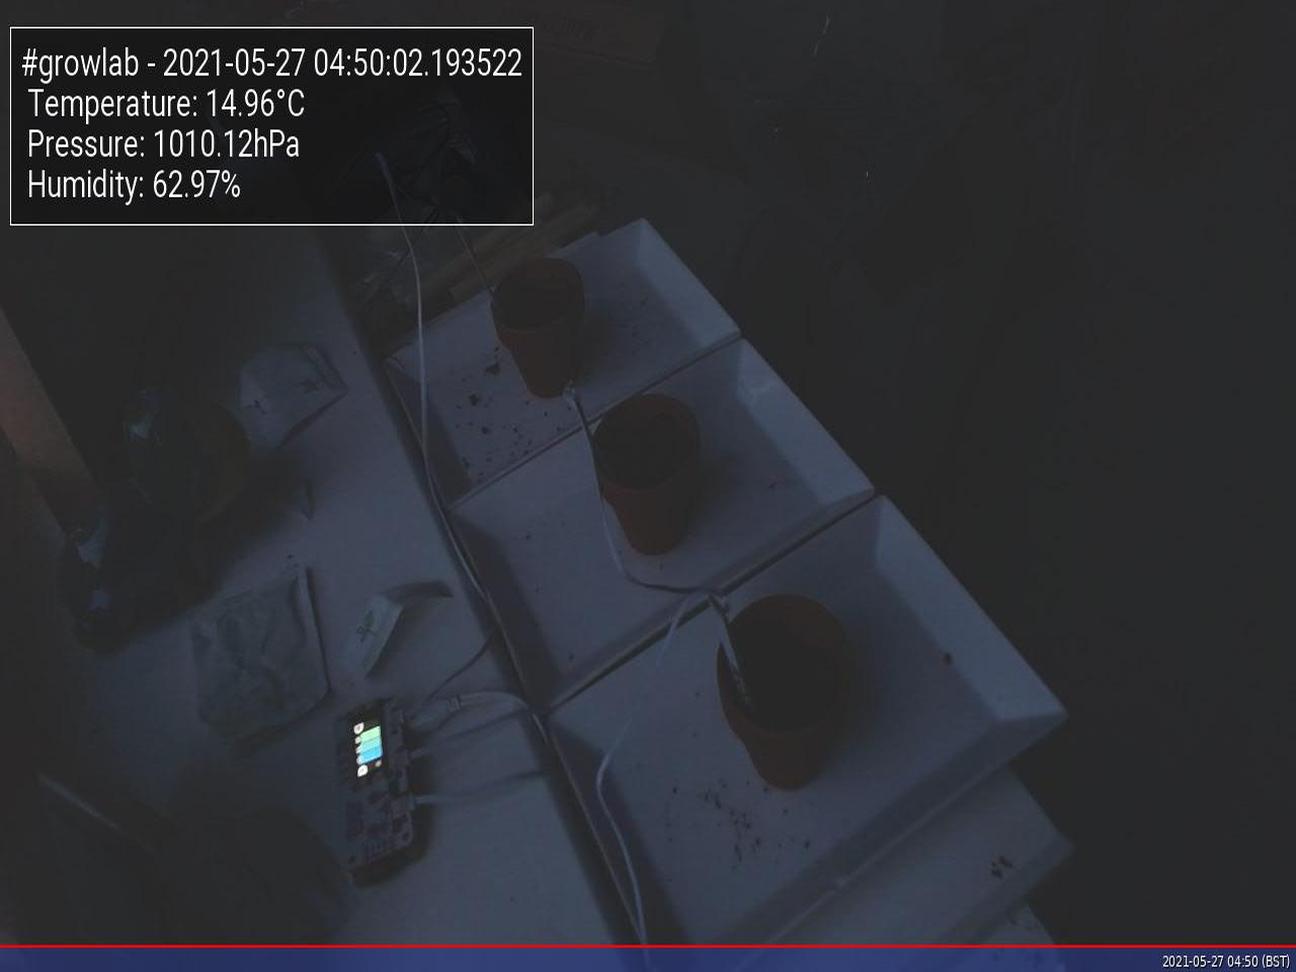 #growlab - 2021-05-27 04:50:02.193522
Temperature: 14.96°C
Pressure: 1010.12hPa
Humidity: 62.97%
2021-05-27 04:50 (BST)